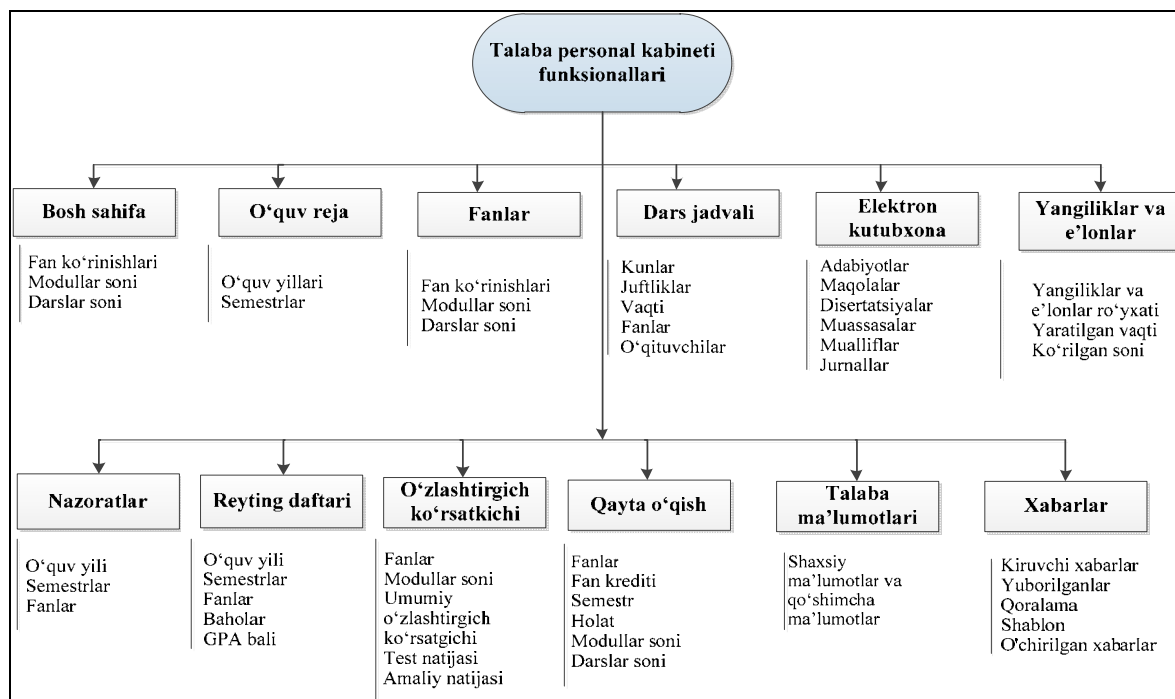 Talaba personal kabineti
funksionallari
Bosh sahifa
Fan ko‘rinishlari
Modullar soni
Darslar soni
O‘quv reja
O‘quv yillari
Semestrlar
Fanlar
Fan ko‘rinishlari
Modullar soni
Darslar soni
Dars jadvali
Kunlar
Juftliklar
Vaqti
Fanlar
O‘qituvchilar
Elektron
kutubxona
Adabiyotlar
Maqolalar
Disertatsiyalar
Muassasalar
Mualliflar
Jurnallar
Yangiliklar va
e’lonlar
Yangiliklar va
e’lonlar ro‘yxati
Yaratilgan vaqti
Ko‘rilgan soni
Nazoratlar
O‘quv yili
Semestrlar
Fanlar
Reyting daftari
O‘quv yili
Semestrlar
Fanlar
Baholar
GPA bali
O‘zlashtirgich
ko‘rsatkichi
Fanlar
Modullar soni
Umumiy
o‘zlashtirgich
ko‘rsatgichi
Test natijasi
Amaliy natijasi
Qayta o‘qish
Fanlar
Fan krediti
Semestr
Holat
Modullar soni
Darslar soni
Talaba
ma’lumotlari
Shaxsiy
ma’lumotlar va
qo‘shimcha
ma’lumotlar
Xabarlar
Kiruvchi xabarlar
Yuborilganlar
Qoralama
Shablon
O'chirilgan xabarlar